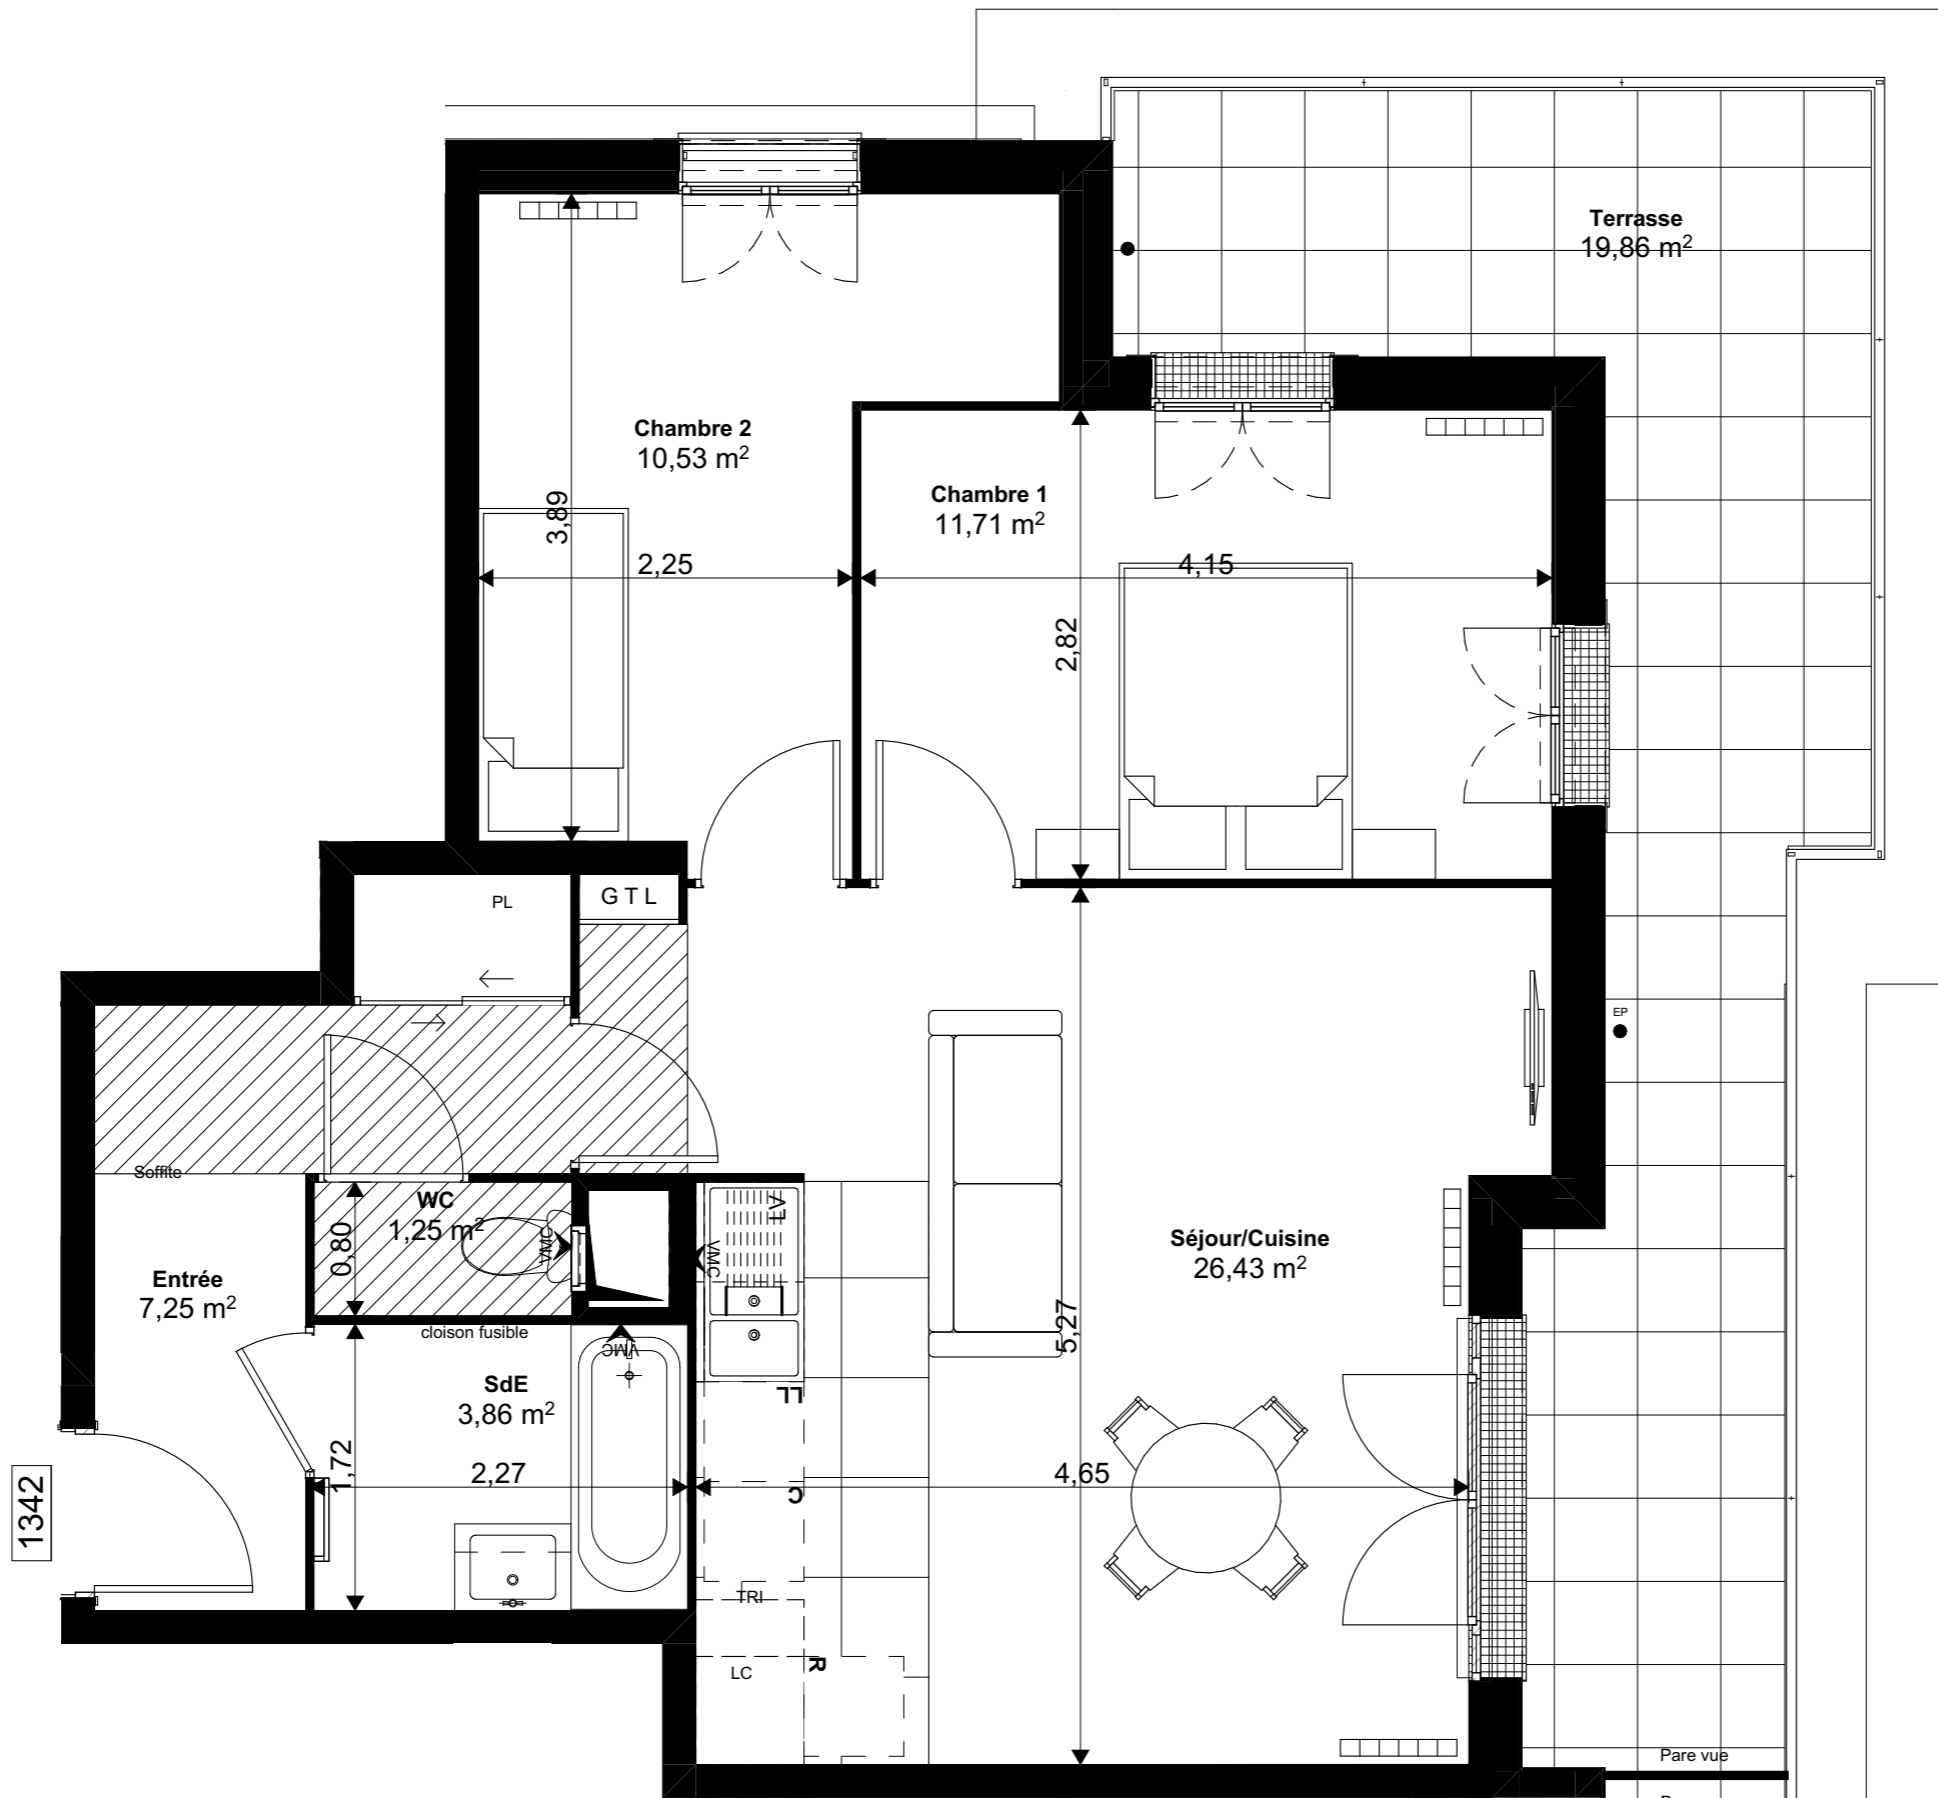 Terrasse
19,86 m²
Chambre 2
10,53 m²
Chambre 1
11,71 m²
3,89
2,25
4,15
2,82
PL
G T L
EP
Soffite
WC
1,25 m²
0,80
VMC
VMC
LV
Séjour/Cuisine
26,43 m²
Entrée
7,25 m²
cloison fusible
VMC
5,27
SdE
3,86 m²
LL
1,72
2,27
4,65
C
1342
TRI
LC
R
Pare vue